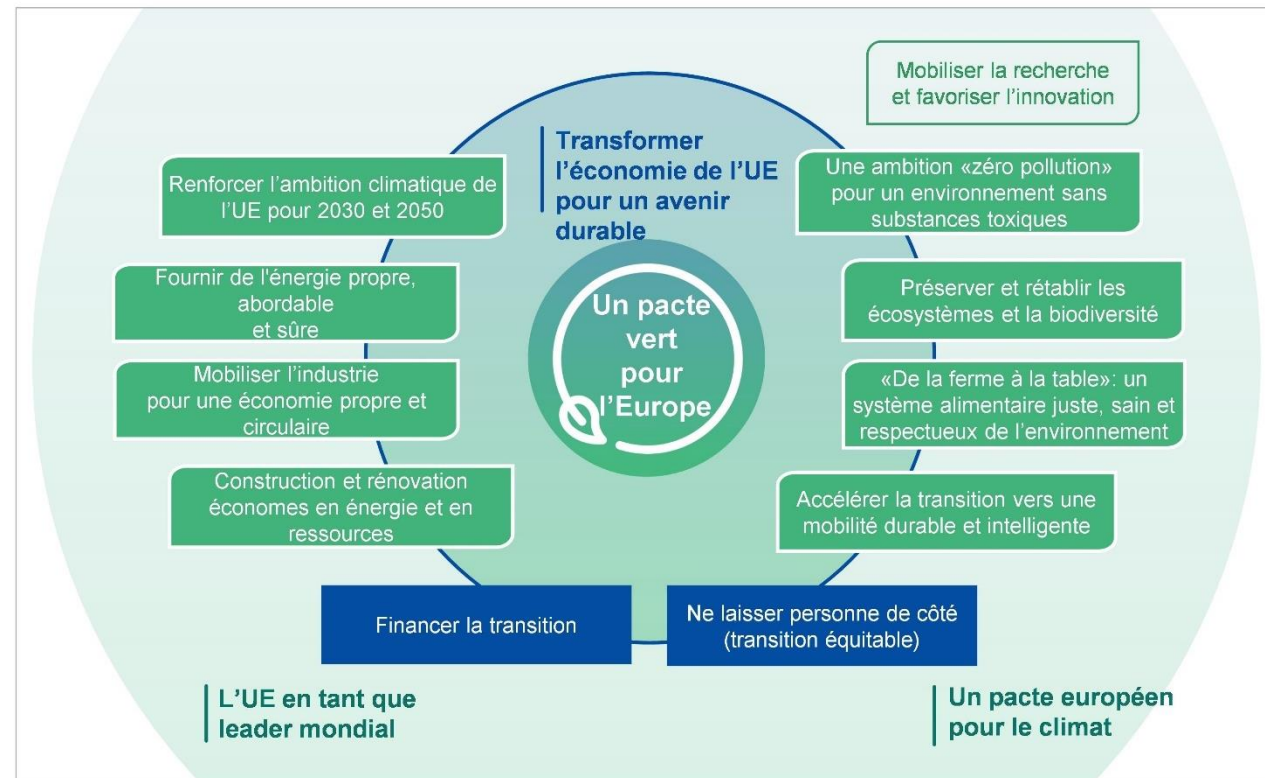 Mobiliser la recherche
et favoriser l’innovation
Transformer
l’économie de l’UE
pour un avenir
durable
Renforcer l’ambition climatique de
l’UE pour 2030 et 2050
Une ambition «zéro pollution»
pour un environnement sans
substances toxiques
Fournir de l'énergie propre,
abordable
et sûre
Préserver et rétablir les
écosystèmes et la biodiversité
Un pacte
vert
pour
l’Europe
Mobiliser l’industrie
pour une économie propre et
circulaire
«De la ferme à la table»: un
système alimentaire juste, sain et
respectueux de l’environnement
Construction et rénovation
économes en énergie et en
ressources
Accélérer la transition vers une
mobilité durable et intelligente
Financer la transition
Ne laisser personne de côté
(transition équitable)
L’UE en tant que
leader mondial
Un pacte européen
pour le climat